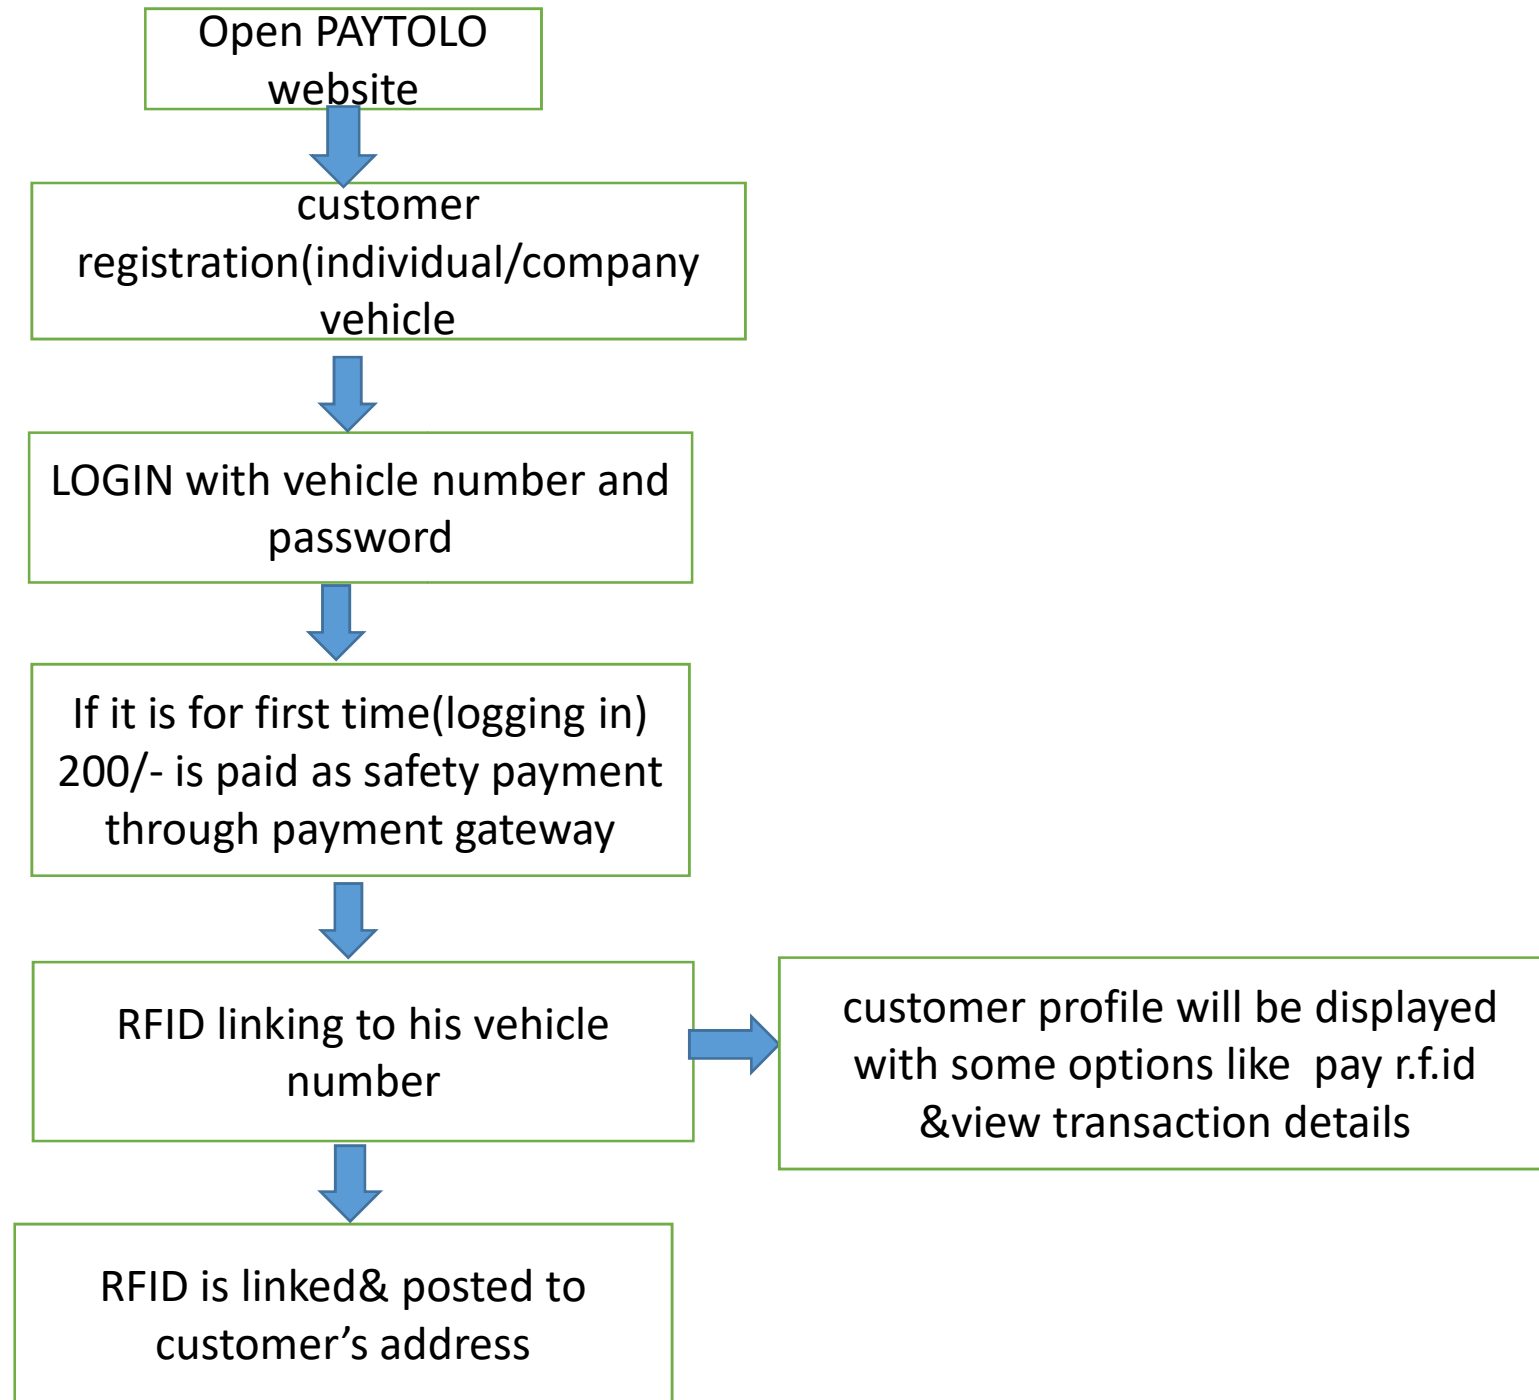 Open PAYTOLO
website
customer
registration(individual/company
vehicle
LOGIN with vehicle number and
password
If it is for first time(logging in)
200/- is paid as safety payment
through payment gateway
RFID linking to his vehicle
number
customer profile will be displayed
with some options like  pay r.f.id
&view transaction details
RFID is linked& posted to
customer’s address